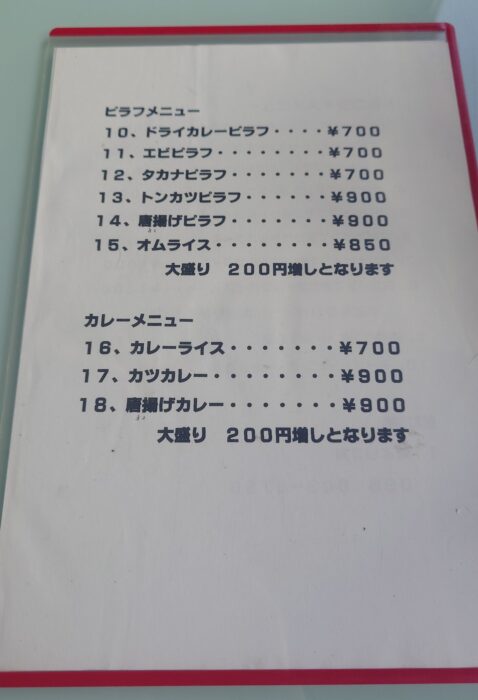 ピラフメニュー
10、ドライカレーピラフ・・・・¥700
11、エビピラフ・・・・・・・・¥700
12、タカナピラフ・・・・・・・¥700
13、トンカツピラフ・・・・・・¥900
14、唐揚げピラフ・・・・・・・¥900
15、オムライス・・・・・・・・¥850
大盛り 200円増しとなります
カレーメニュー
16、カレーライス・・・・・・・¥700
17、カツカレー・・・・・・・・¥900
18、唐揚げカレー・・・・・・・¥900
大盛り 200円増しとなります